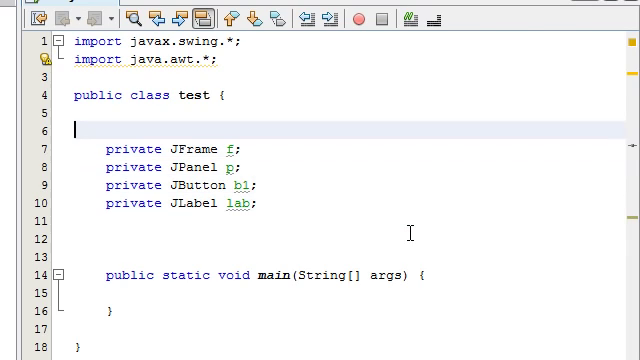 1 import javax.swing.*;
import java.awt.*;
3
4 public class test {
5
6
7 private JFrame f;
8 private JPanel p;
9 private JButton b1;
10 private JLabel lab;
11
12
13
14 public static void main(String[] args) {
15
16 }
17
18 }